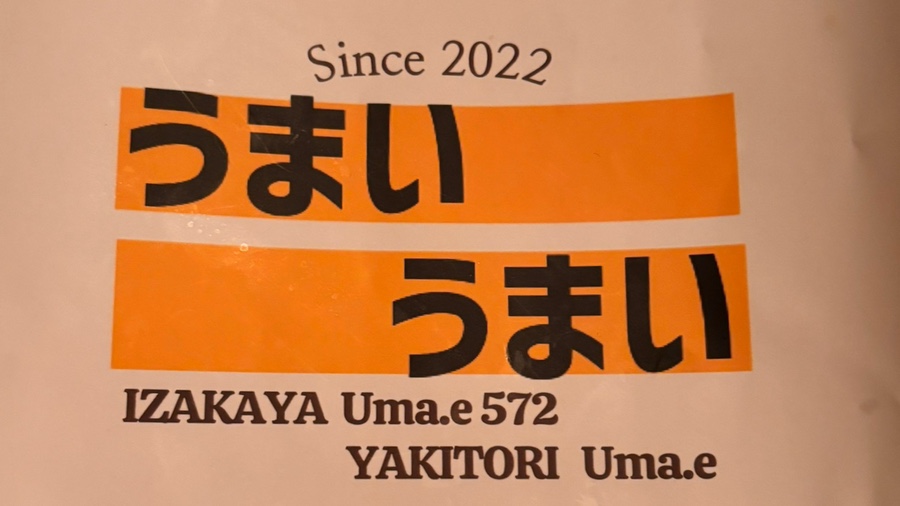 Since 2022
うまい
うまい
IZAKAYA Uma.e 572
YAKITORI Uma.e